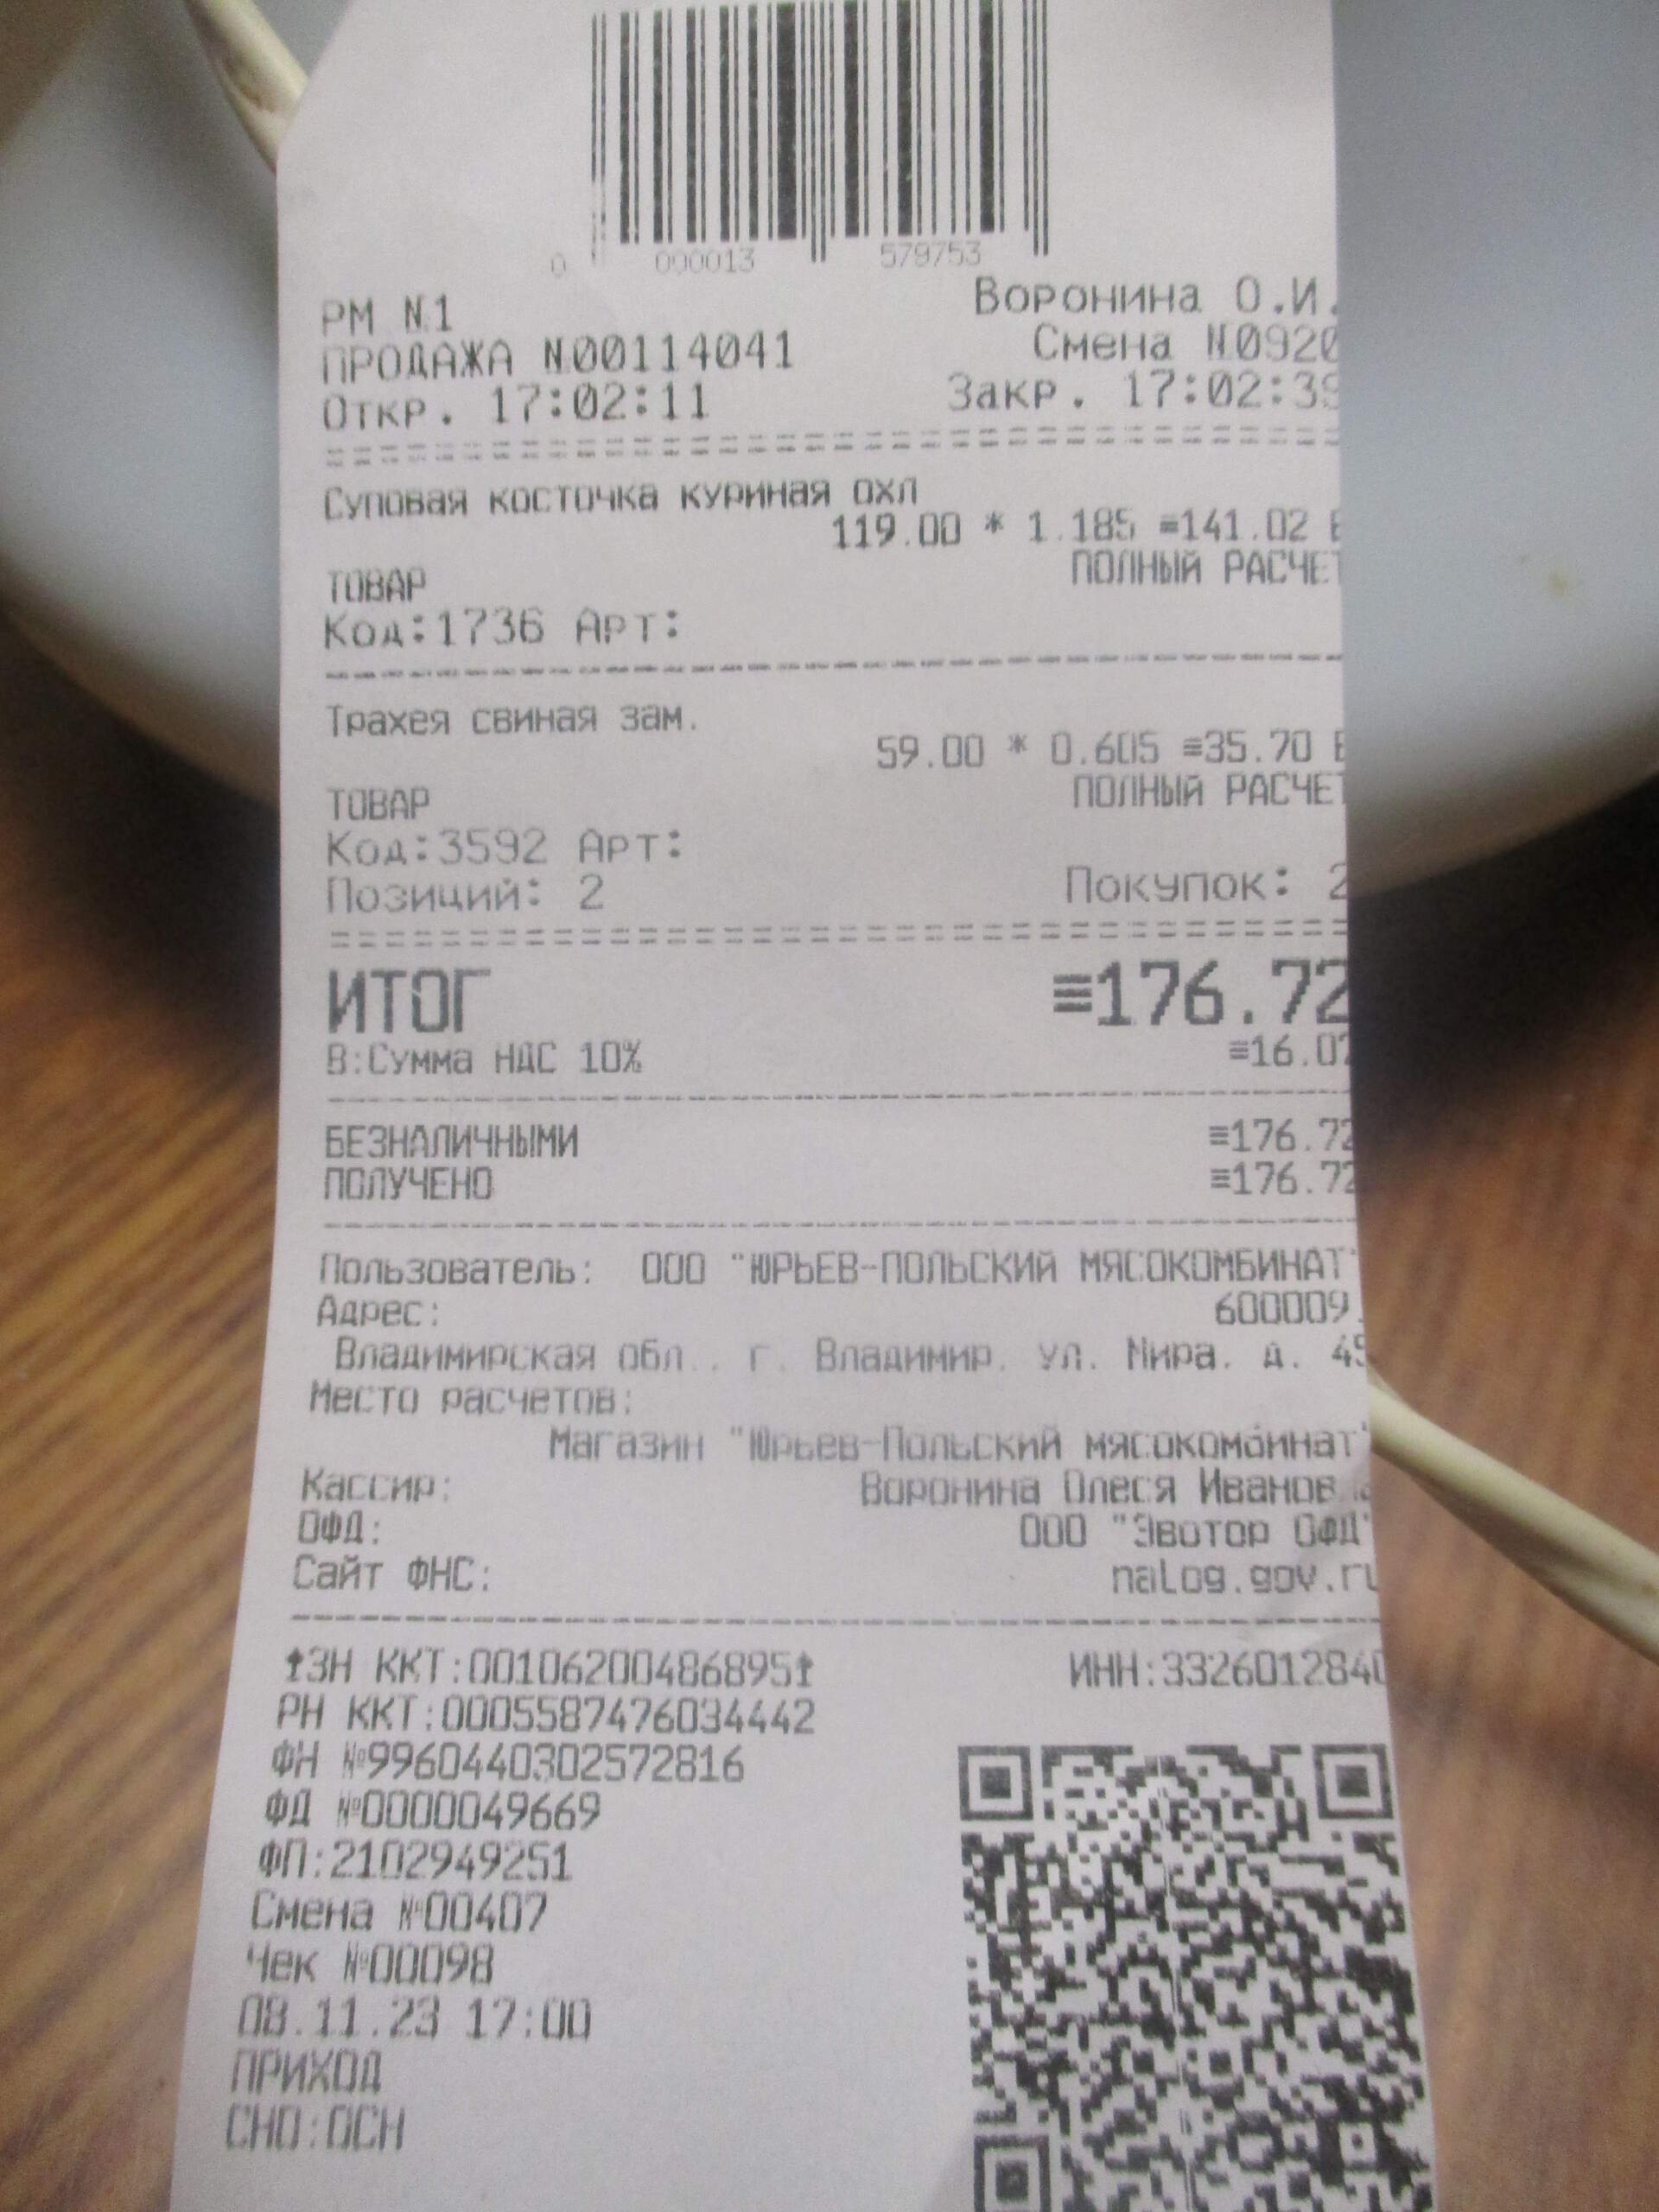 0 000013 579753
РМ N1 Воронина О.И.
ПРОДАЖА N00114041 Смена N0920
Откр. 17:02:11 Закр. 17:02:39
Суповая косточка куриная охл
119.00 * 1.185 ≡141.02 В
ТОВАР ПОЛНЫЙ РАСЧЕТ
Код:1736 Арт:
Трахея свиная зам.
59.00 * 0.605 ≡35.70 В
ТОВАР ПОЛНЫЙ РАСЧЕТ
Код:3592 Арт:
Позиций: 2 Покупок: 2
ИТОГ ≡176.72
В:Сумма НДС 10% ≡16.07
БЕЗНАЛИЧНЫМИ ≡176.72
ПОЛУЧЕНО ≡176.72
Пользователь: ООО "ЮРЬЕВ-ПОЛЬСКИЙ МЯСОКОМБИНАТ"
Адрес: 600009,
Владимирская обл., г. Владимир, ул. Мира, д.
Место расчетов:
Магазин "Юрьев-Польский мясокомбинат"
Кассир: Воронина Олеся
ОФД: ООО "Эвотор ОФД"
Сайт ФНС: nalog.gov.ru
ЗН ККТ:00106200486895 ИНН:3326012840
РН ККТ:0005587476034442
ФН №9960440302572816
ФД №0000049669
ФП:2102949251
Смена №00407
Чек №00098
08.11.23 17:00
ПРИХОД
СНО:ОСН